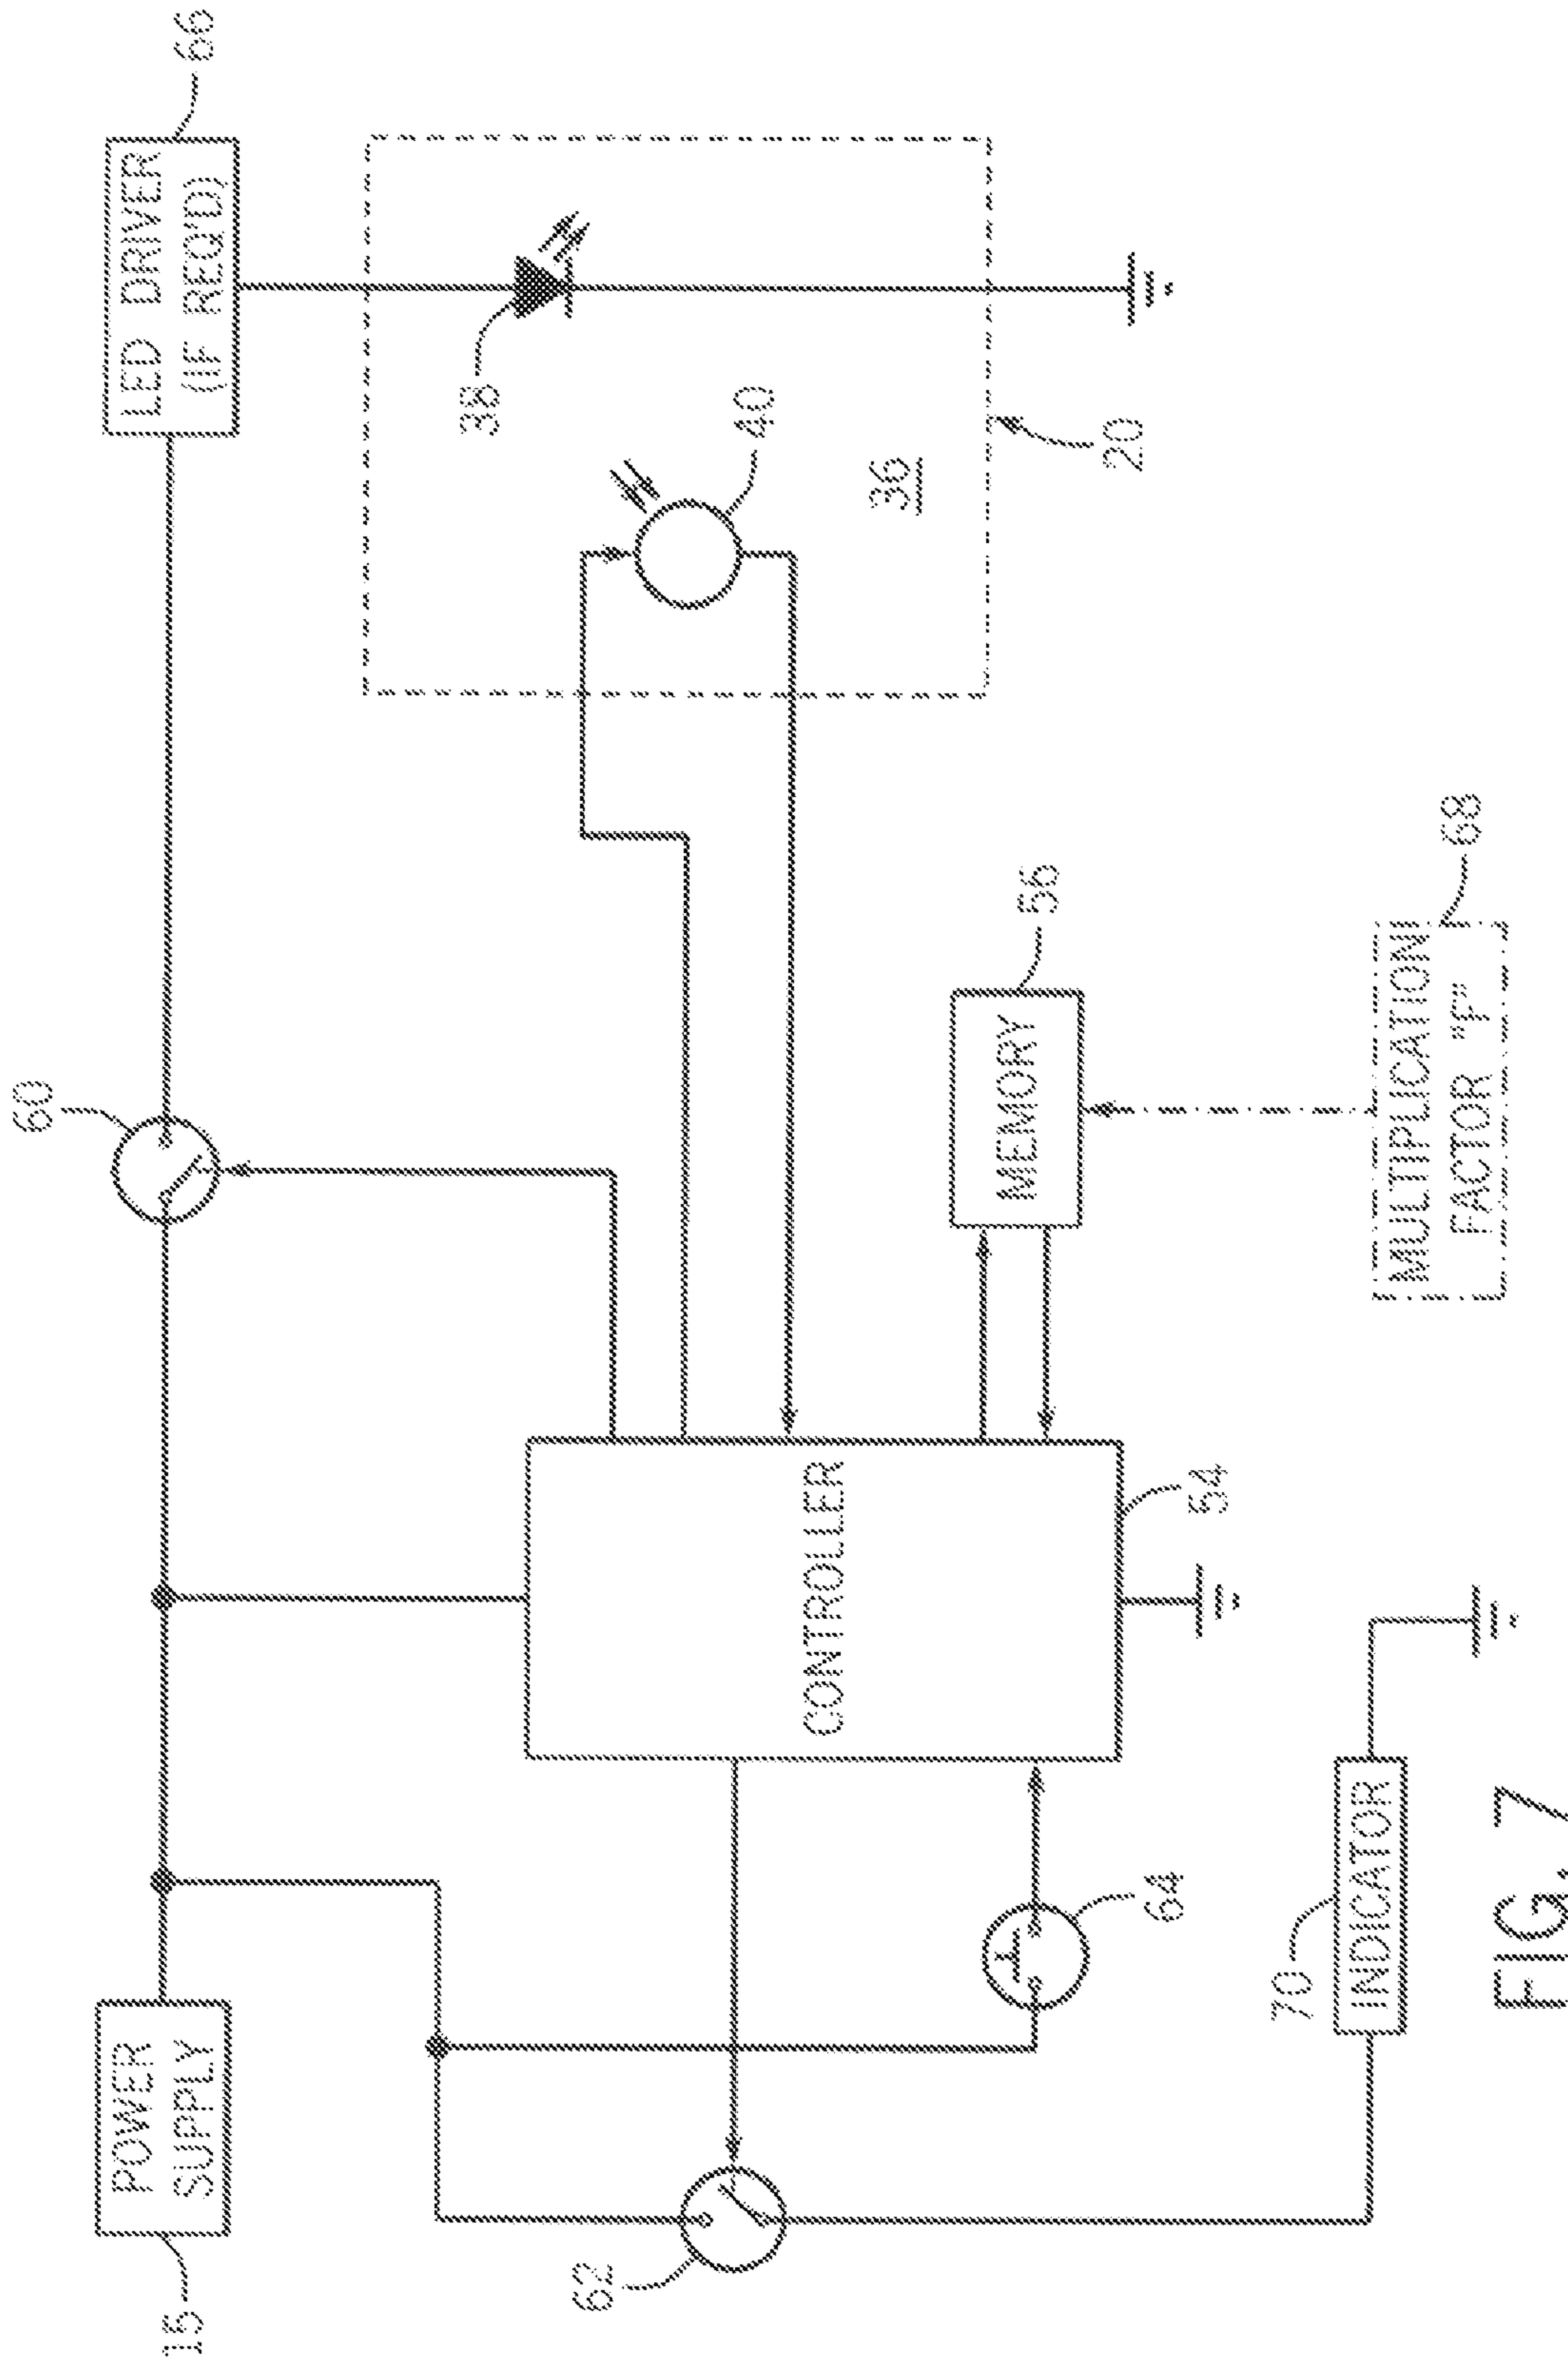 15
POWER
SUPPLY
60
66
LED DRIVER
(IF REQ'D)
62
38
40
36
20
CONTROLLER
54
64
MEMORY
56
70
INDICATOR
MULTIPLICATION
FACTOR "F"
68
FIG. 7